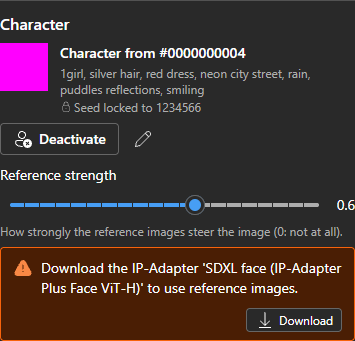 Character
Character from #0000000004
1girl, silver hair, red dress, neon city street, rain,
puddles reflections, smiling
Seed locked to 1234566
Deactivate
Reference strength
0.6
How strongly the reference images steer the image (0: not at all).
Download the IP-Adapter 'SDXL face (IP-Adapter
Plus Face ViT-H)' to use reference images.
Download